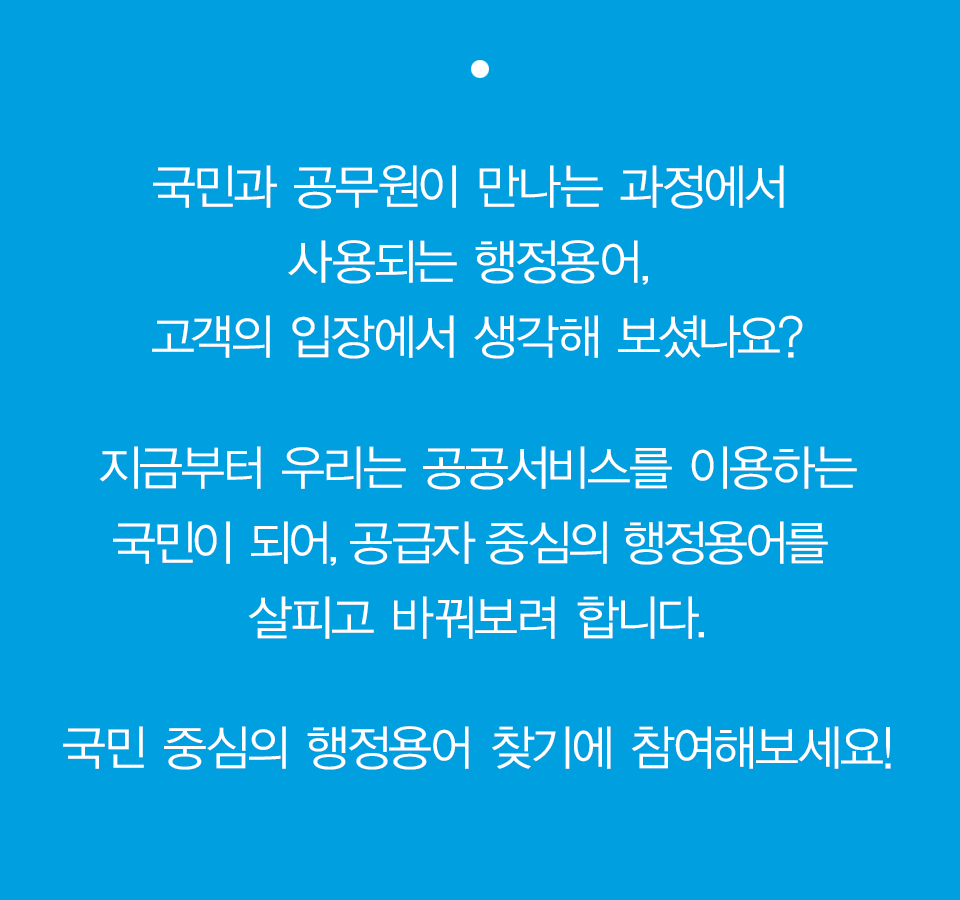 국민과 공무원이 만나는 과정에서
사용되는 행정용어,
고객의 입장에서 생각해 보셨나요?
지금부터 우리는 공공서비스를 이용하는
국민이 되어, 공급자 중심의 행정용어를
살피고 바꿔보려 합니다.
국민 중심의 행정용어 찾기에 참여해보세요!